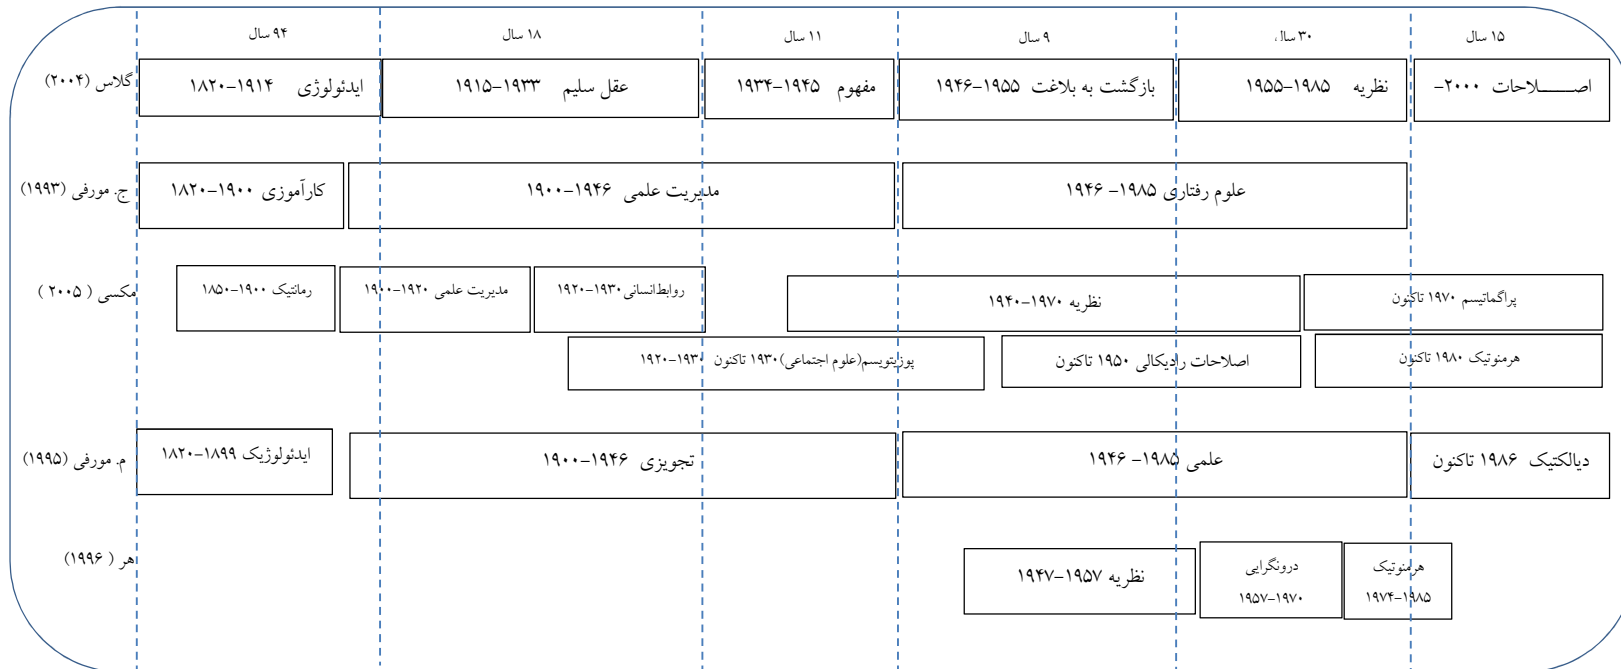 ۹۴ سال
۱۸ سال
۱۱ سال
۹ سال
۳۰ سال
۱۵ سال
گلاس (۲۰۰۴)
ایدئولوژی ۱۹۱۴-۱۸۲۰
عقل سلیم ۱۹۳۳-۱۹۱۵
مفهوم ۱۹۴۵-۱۹۳۴
بازگشت به بلاغت ۱۹۵۵-۱۹۴۶
نظریه ۱۹۸۵-۱۹۵۵
اصـــــلاحات ۲۰۰۰-
ج. مورفی (۱۹۹۳)
کارآموزی ۱۹۰۰-۱۸۲۰
مدیریت علمی ۱۹۴۶-۱۹۰۰
علوم رفتاری ۱۹۸۵- ۱۹۴۶
مکسی ( ۲۰۰۵ )
رمانتیک ۱۹۰۰-۱۸۵۰
مدیریت علمی ۱۹۲۰-۱۹۰۰
روابط‌انسانی ۱۹۳۰-۱۹۲۰
نظریه ۱۹۷۰-۱۹۴۰
پراگماتیسم ۱۹۷۰ تاکنون
پوزیتویسم(علوم اجتماعی)۱۹۳۰ تاکنون ۱۹۳۰-۱۹۲۰
اصلاحات رادیکالی ۱۹۵۰ تاکنون
هرمنوتیک ۱۹۸۰ تاکنون
م. مورفی (۱۹۹۵)
ایدئولوژیک ۱۸۹۹-۱۸۲۰
تجویزی ۱۹۴۶-۱۹۰۰
علمی ۱۹۸۵- ۱۹۴۶
دیالکتیک ۱۹۸۶ تاکنون
هر ( ۱۹۹۶)
نظریه ۱۹۵۷-۱۹۴۷
درونگرایی
۱۹۷۰-۱۹۵۷
هرمنوتیک
۱۹۸۵-۱۹۷۴